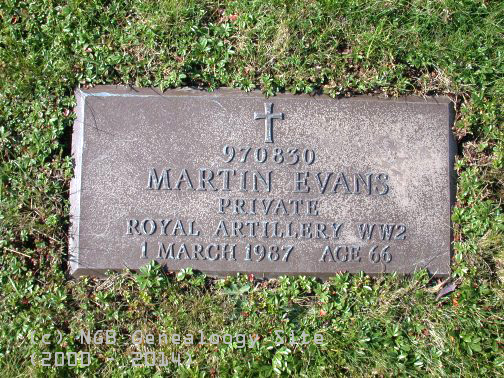 970830
MARTIN EVANS
PRIVATE
ROYAL ARTILLERY WW2
1 MARCH 1987 AGE 66
(c) NGB Genealogy Site
(2000 - 2014)